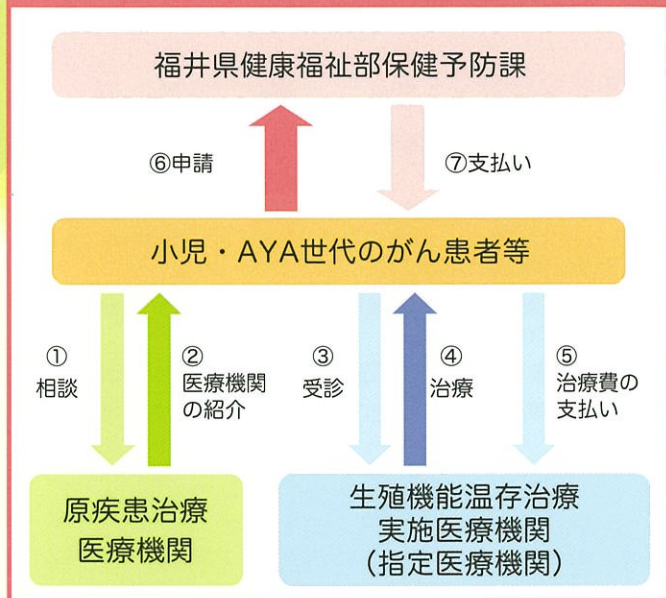 福井県健康福祉部保健予防課
⑥申請
⑦支払い
小児・AYA世代のがん患者等
①
相談
②
医療機関
の紹介
③
受診
④
治療
⑤
治療費の
支払い
原疾患治療
医療機関
生殖機能温存治療
実施医療機関
(指定医療機関)